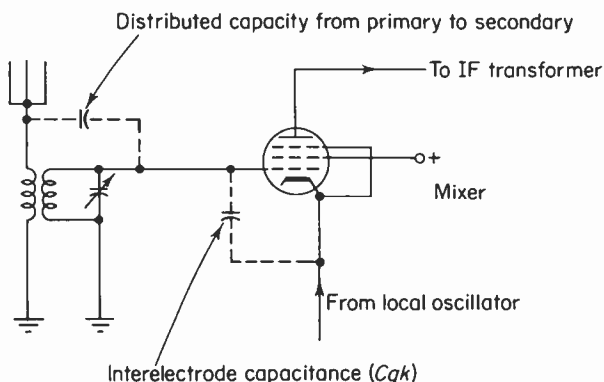 Distributed capacity from primary to secondary
To IF transformer
+
Mixer
From local oscillator
Interelectrode capacitance (Cgk)